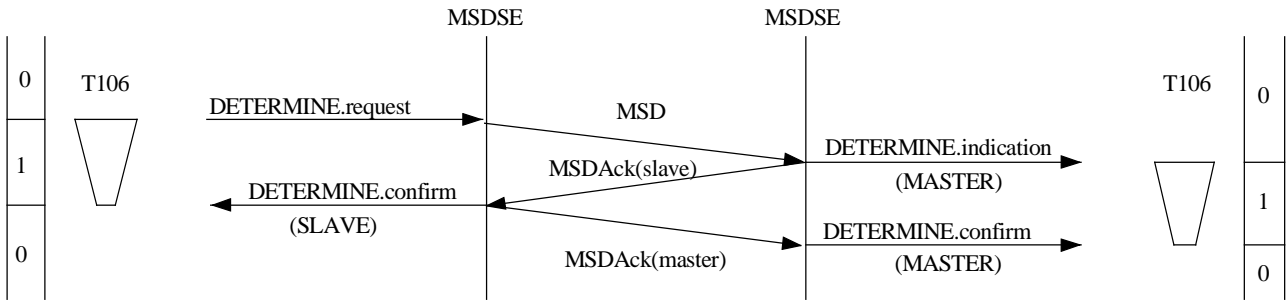 MSDSE MSDSE
0 T106 T106 0
DETERMINE.request MSD
1 DETERMINE.indication
MSDAck(slave) (MASTER)
DETERMINE.confirm 1
(SLAVE) DETERMINE.confirm
0 MSDAck(master) (MASTER) 0